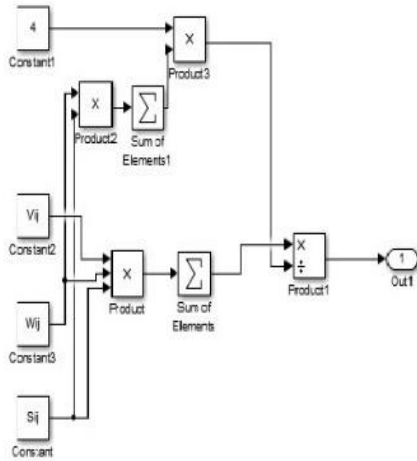 4
Constant1
X
Product3
X
Product2
Sum of
Elements1
Vij
Constant2
X
Product
Sum of
Ellements
X
÷
Product1
1
Out1
Wij
Constant3
Sij
Constant